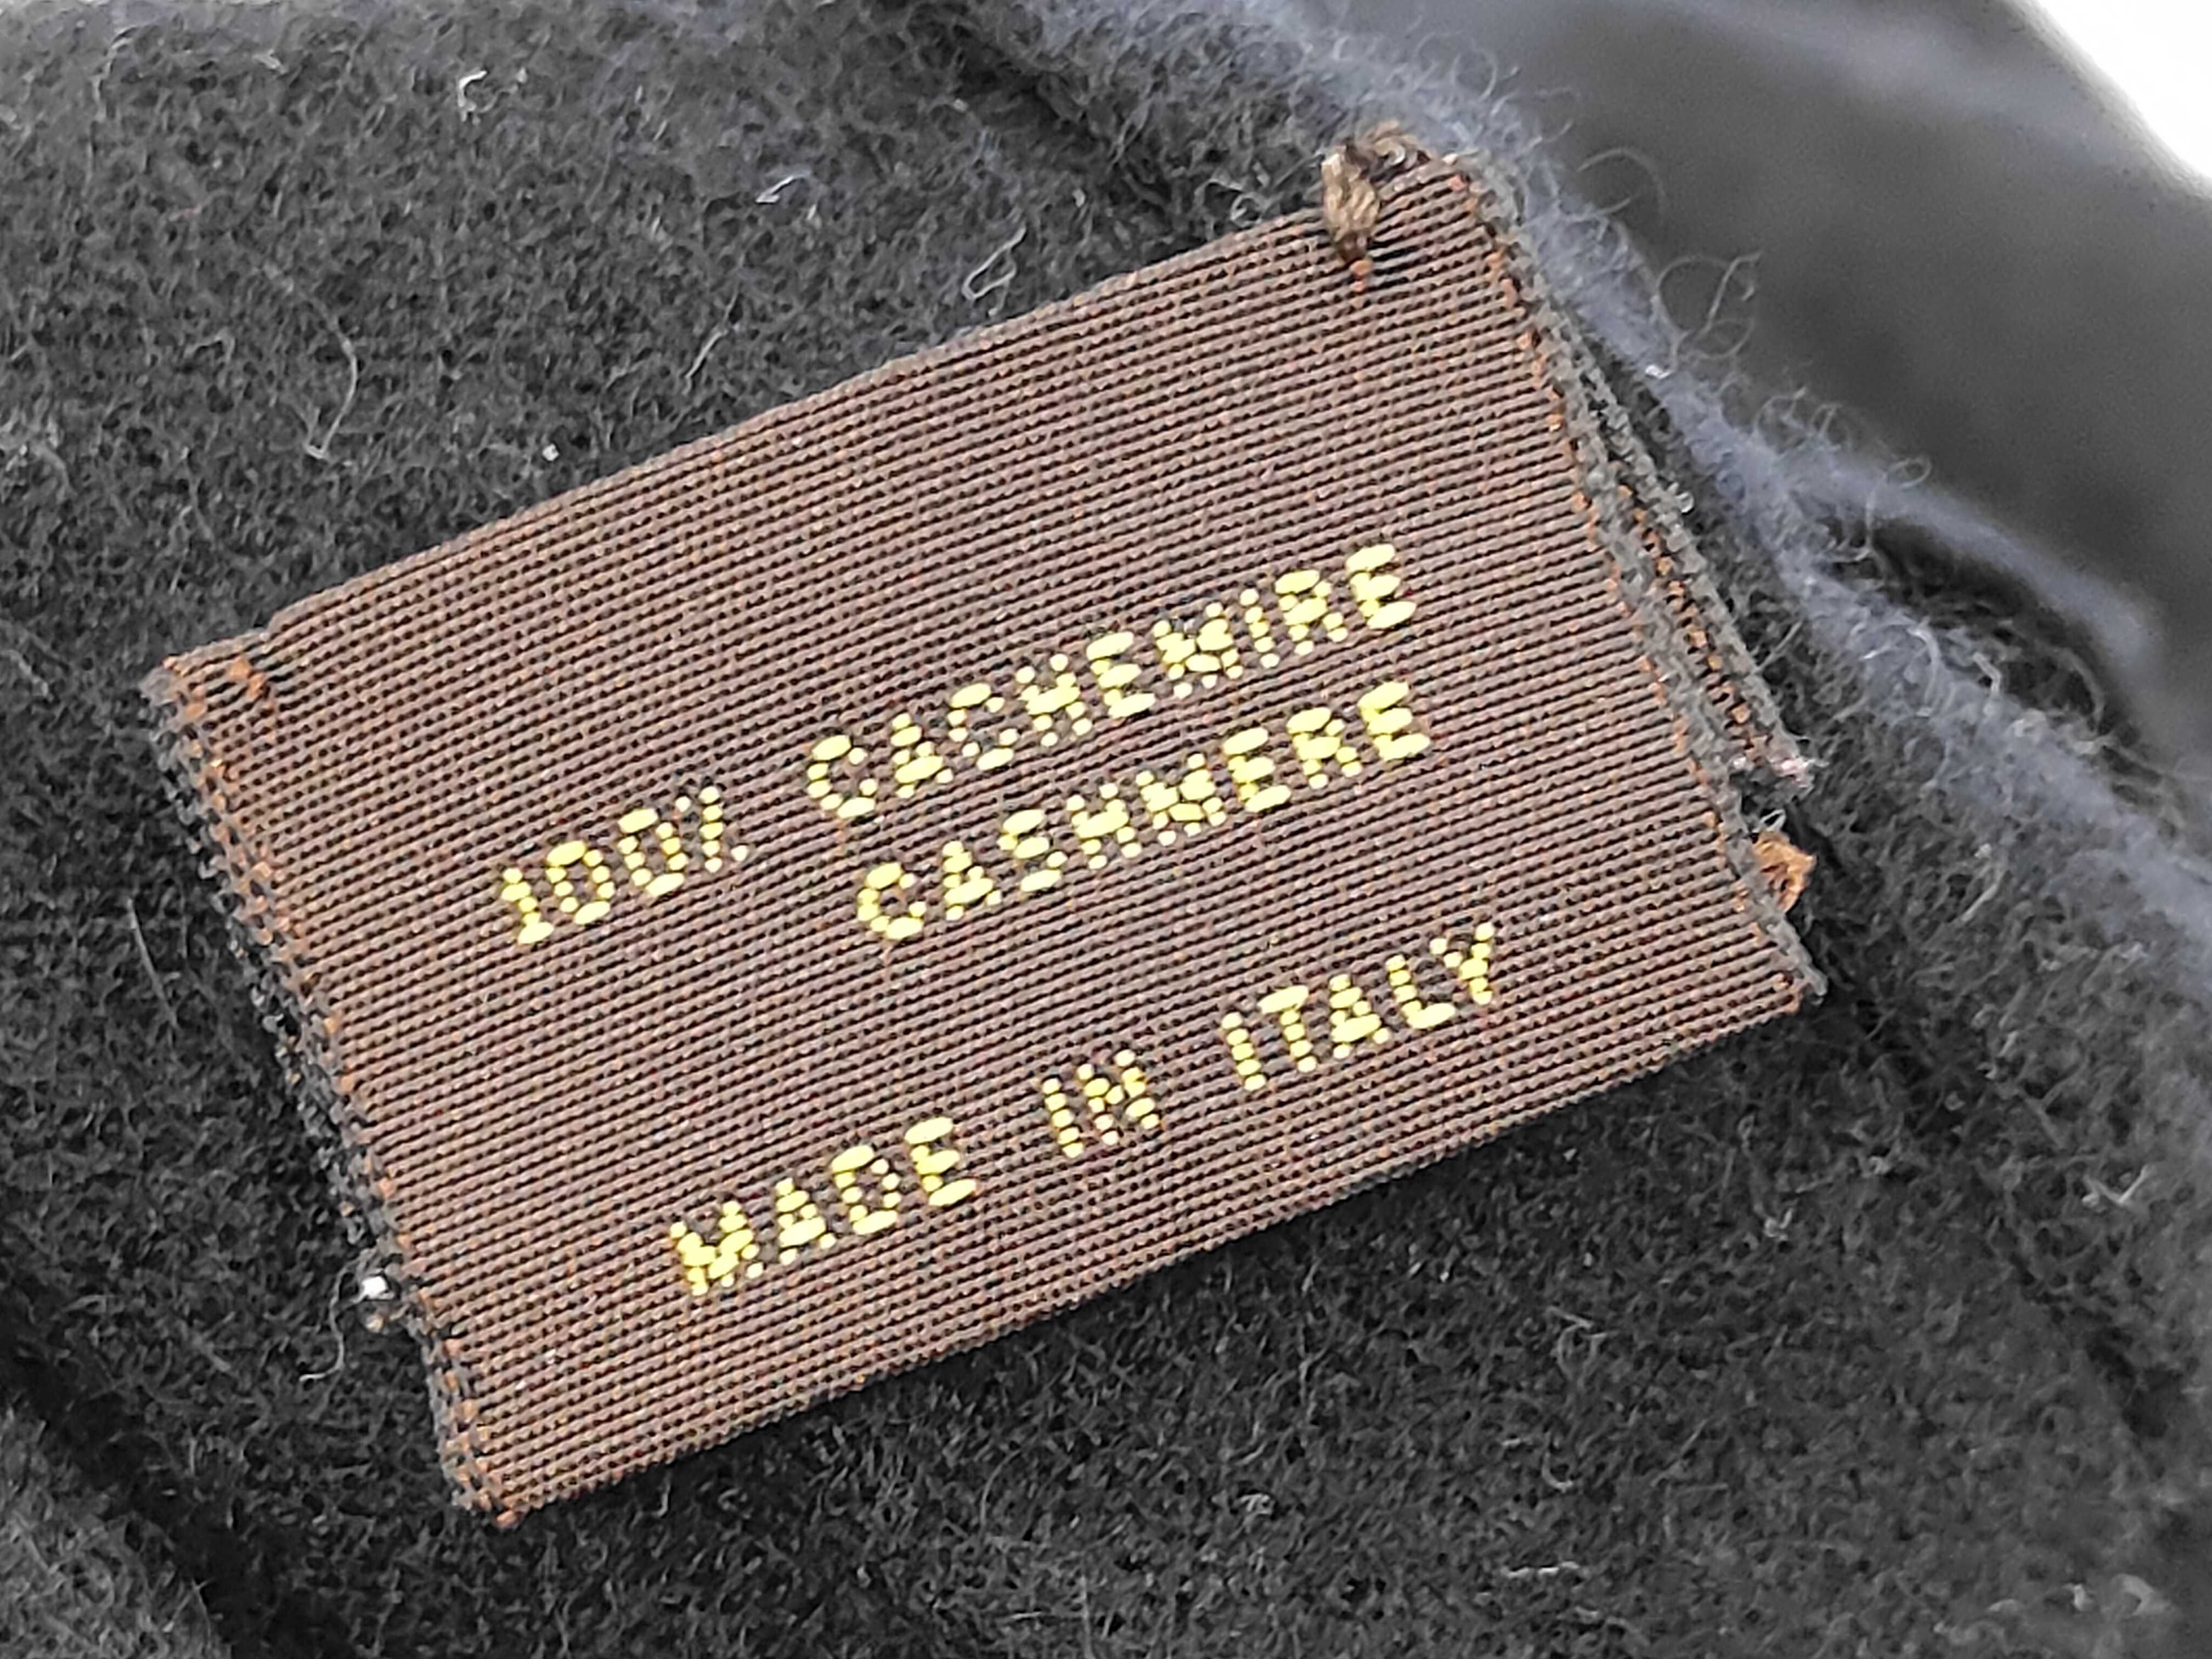 100% CACHEMIRE
CASHMERE
MADE IN ITALY